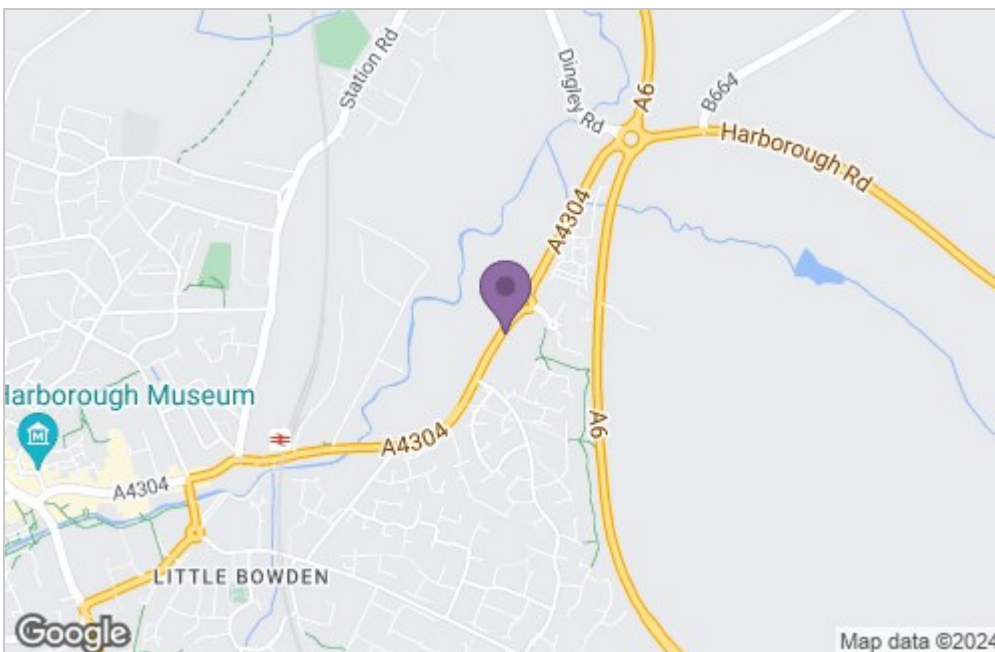 Station Rd
Dingley Rd
A6
B664
Harborough Rd
A4304
Harborough Museum
A4304
A6
A4304
LITTLE BOWDEN
Google
Map data ©2024